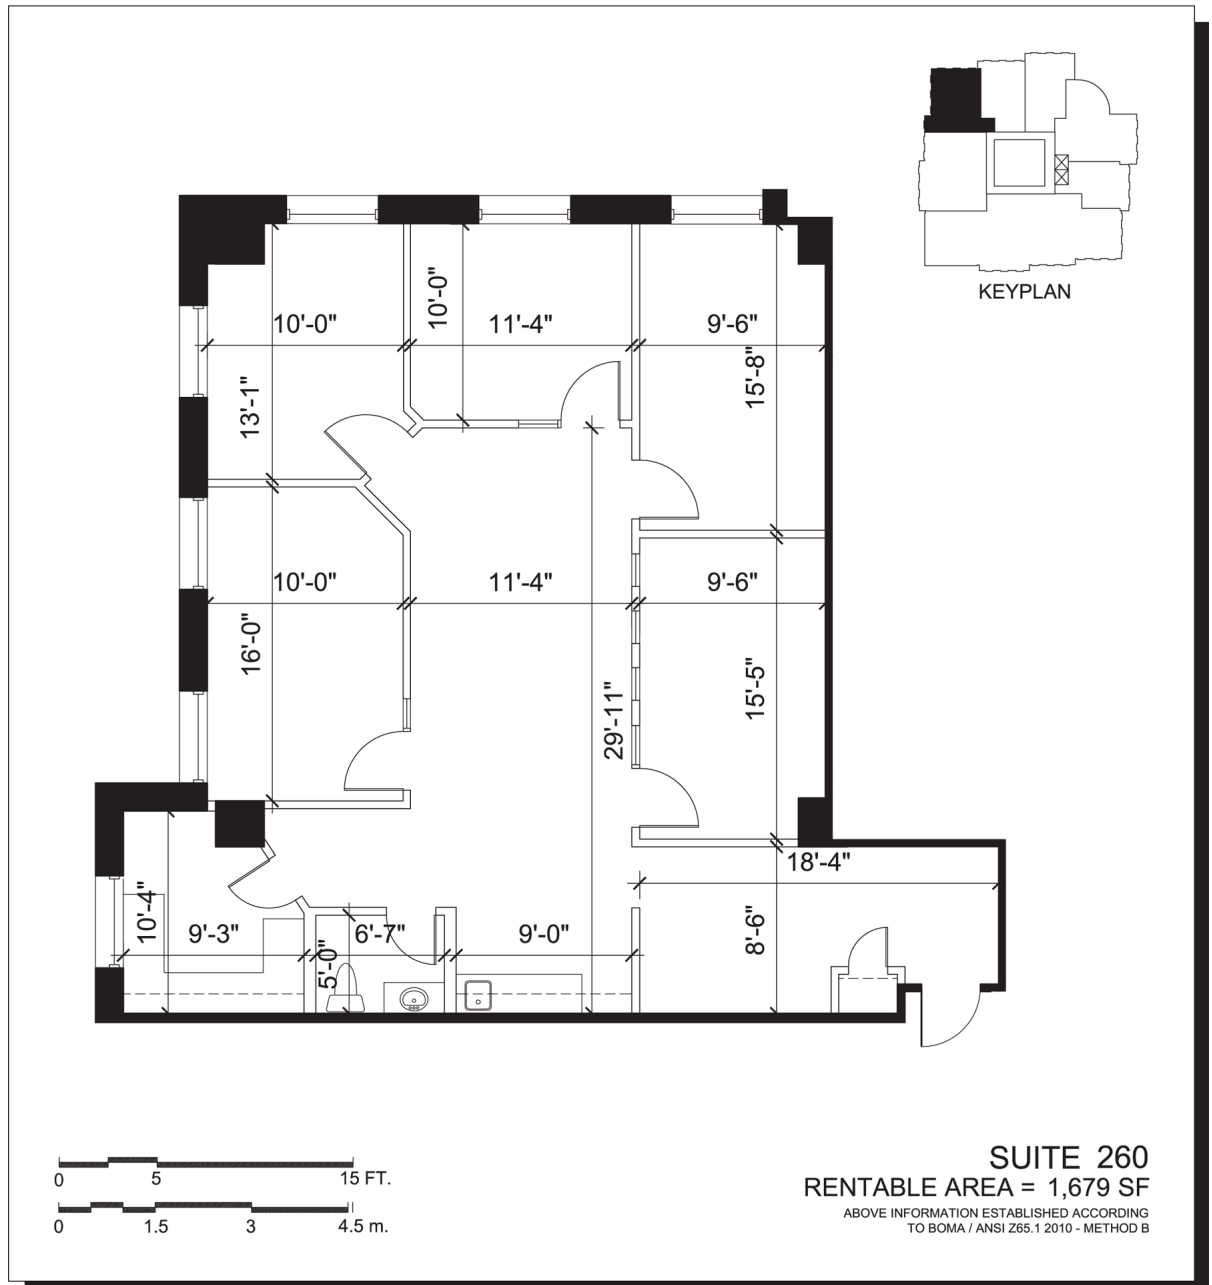 KEYPLAN
10'-0"
10'-0"
11'-4"
9'-6"
13'-1"
15'-8"
10'-0"
11'-4"
9'-6"
16'-0"
15'-5"
29'-11"
18'-4"
10'-4"
9'-3"
5'-0"
6'-7"
9'-0"
8'-6"
0 5 15 FT.
0 1.5 3 4.5 m.
SUITE 260
RENTABLE AREA = 1,679 SF
ABOVE INFORMATION ESTABLISHED ACCORDING
TO BOMA / ANSI Z65.1 2010 - METHOD B